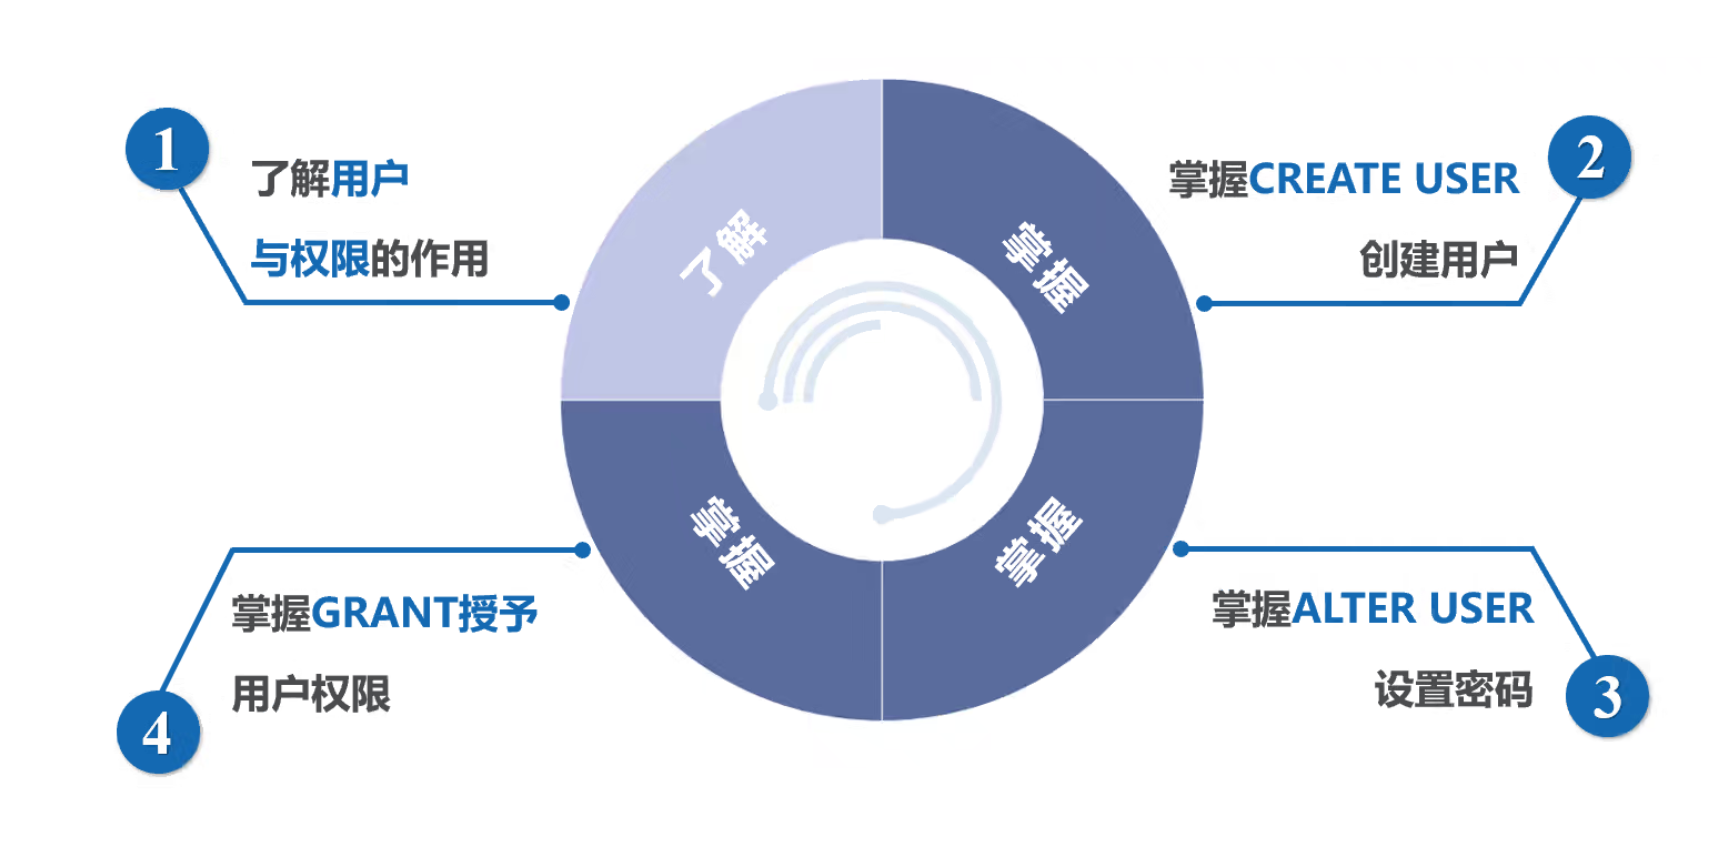 1
了解用户
与权限的作用
2
掌握CREATE USER
创建用户
了解
掌握
掌握
掌握
4
掌握GRANT授予
用户权限
3
掌握ALTER USER
设置密码